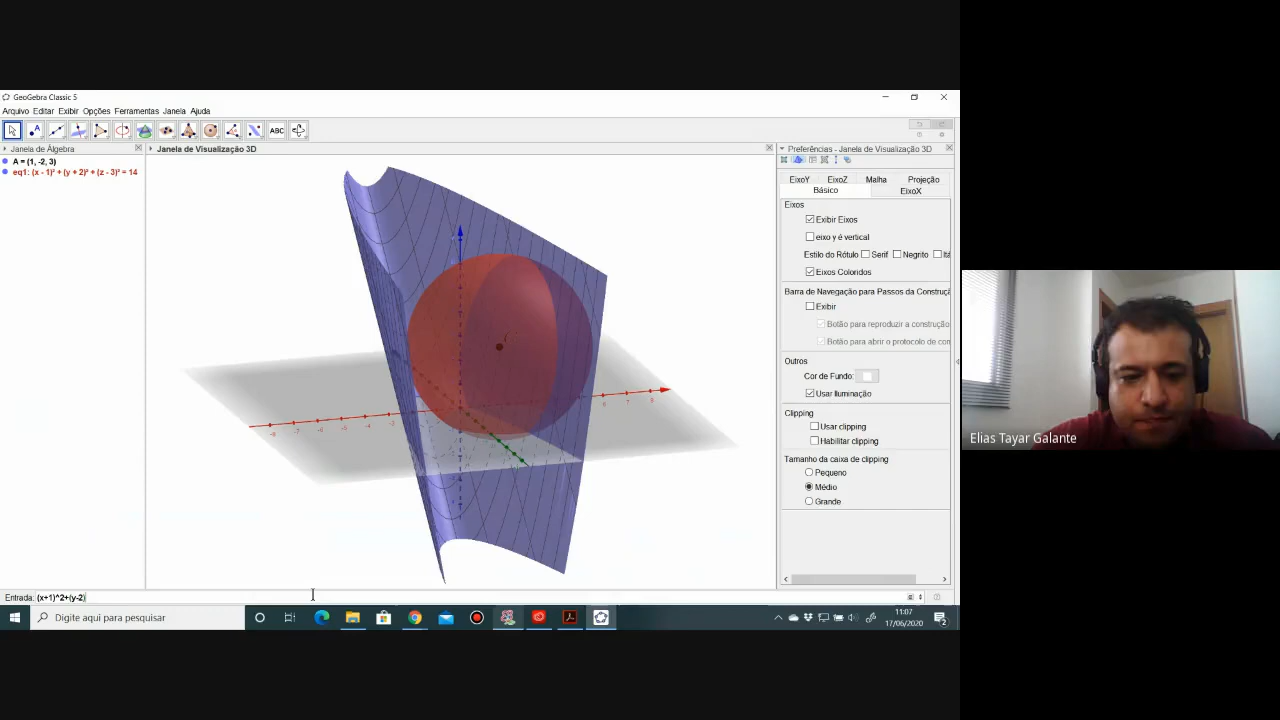 GeoGebra Classic 5
Arquivo Editar Exibir Opções Ferramentas Janela Ajuda
ABC
Janela de Álgebra
Janela de Visualização 3D
Preferências - Janela de Visualização 3D
A = (1, -2, 3)
eq1: (x - 1)² + (y + 2)² + (z - 3)² = 14
EixoY EixoZ Malha Projeção
Básico EixoX
Eixos
Exibir Eixos
eixo y é vertical
Estilo do Rótulo: Serif Negrito Itá
Eixos Coloridos
Barra de Navegação para Passos da Construçã
Exibir
Botão para reproduzir a construção
Botão para abrir o protocolo de con
Outros
Cor de Fundo:
Usar Iluminação
Clipping
Usar clipping
Habilitar clipping
Tamanho da caixa de clipping
Pequeno
Médio
Grande
Entrada: (x+1)^2+(y-2)
Digite aqui para pesquisar
11:07
17/06/2020
2
Elias Tayar Galante